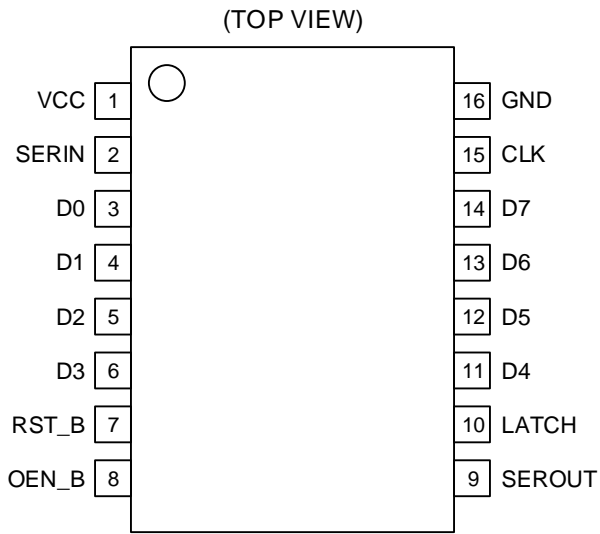 (TOP VIEW)
VCC 1 16 GND
SERIN 2 15 CLK
D0 3 14 D7
D1 4 13 D6
D2 5 12 D5
D3 6 11 D4
RST_B 7 10 LATCH
OEN_B 8 9 SEROUT